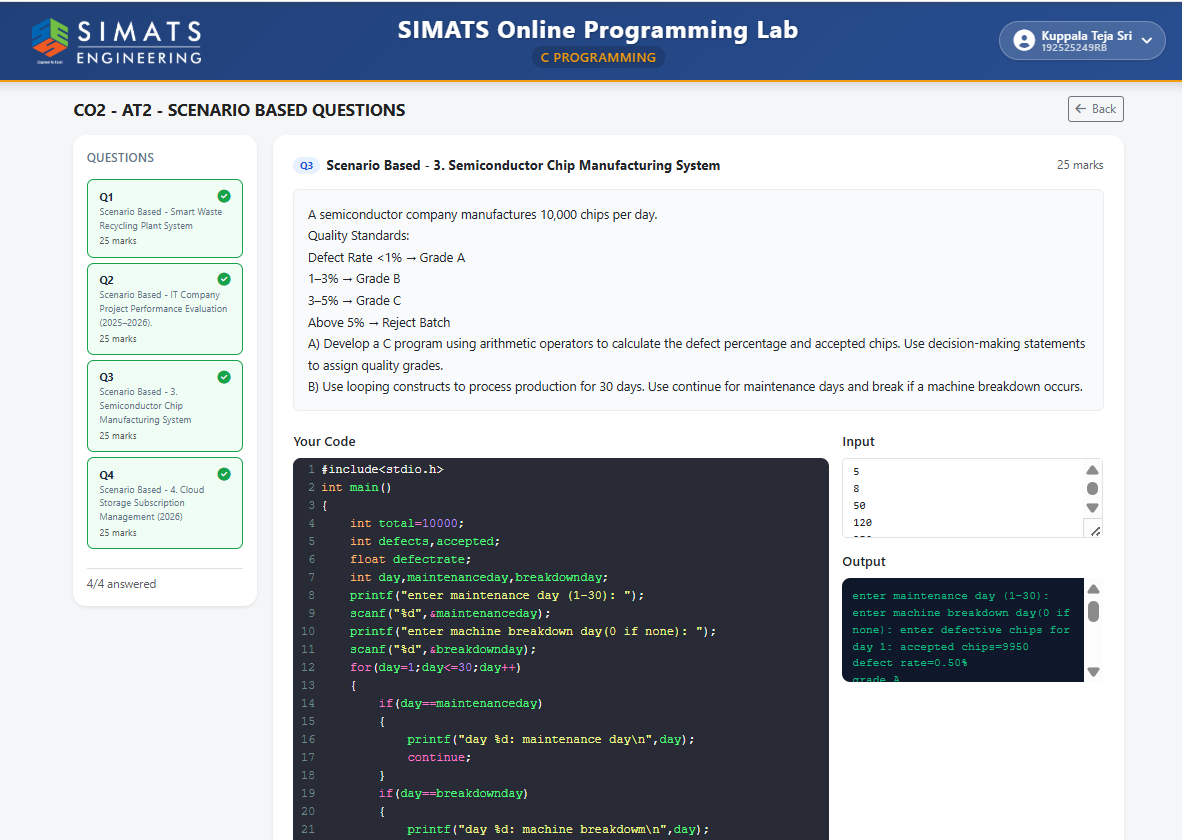 SIMATS
ENGINEERING
SIMATS Online Programming Lab
C PROGRAMMING
Kuppala Teja Sri
192525249RB
CO2 - AT2 - SCENARIO BASED QUESTIONS
← Back
QUESTIONS
Q1
Scenario Based - Smart Waste
Recycling Plant System
25 marks
Q2
Scenario Based - IT Company
Project Performance Evaluation
(2025–2026).
25 marks
Q3
Scenario Based - 3.
Semiconductor Chip
Manufacturing System
25 marks
Q4
Scenario Based - 4. Cloud
Storage Subscription
Management (2026)
25 marks
4/4 answered
Q3 Scenario Based - 3. Semiconductor Chip Manufacturing System
25 marks
A semiconductor company manufactures 10,000 chips per day.
Quality Standards:
Defect Rate <1% → Grade A
1–3% → Grade B
3–5% → Grade C
Above 5% → Reject Batch
A) Develop a C program using arithmetic operators to calculate the defect percentage and accepted chips. Use decision-making statements
to assign quality grades.
B) Use looping constructs to process production for 30 days. Use continue for maintenance days and break if a machine breakdown occurs.
Your Code
1 #include<stdio.h>
2 int main()
3 {
4     int total=10000;
5     int defects,accepted;
6     float defectrate;
7     int day,maintenanceday,breakdownday;
8     printf("enter maintenance day (1-30): ");
9     scanf("%d",&maintenanceday);
10     printf("enter machine breakdown day(0 if none): ");
11     scanf("%d",&breakdownday);
12     for(day=1;day<=30;day++)
13     {
14         if(day==maintenanceday)
15         {
16             printf("day %d: maintenance day\n",day);
17             continue;
18         }
19         if(day==breakdownday)
20         {
21             printf("day %d: machine breakdowm\n",day);
Input
5
8
50
120
Output
enter maintenance day (1-30):
enter machine breakdown day(0 if
none): enter defective chips for
day 1: accepted chips=9950
defect rate=0.50%
grade A